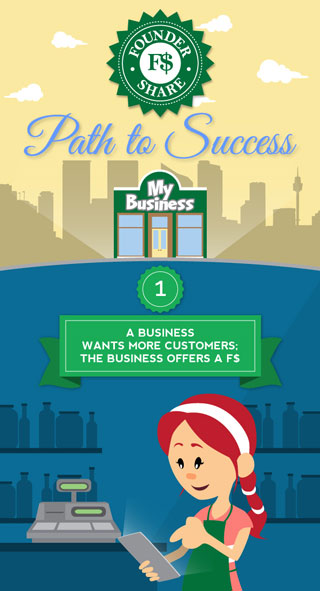 FOUNDER
F$
SHARE
Path to Success
My
Business
1
A BUSINESS
WANTS MORE CUSTOMERS;
THE BUSINESS OFFERS A F$